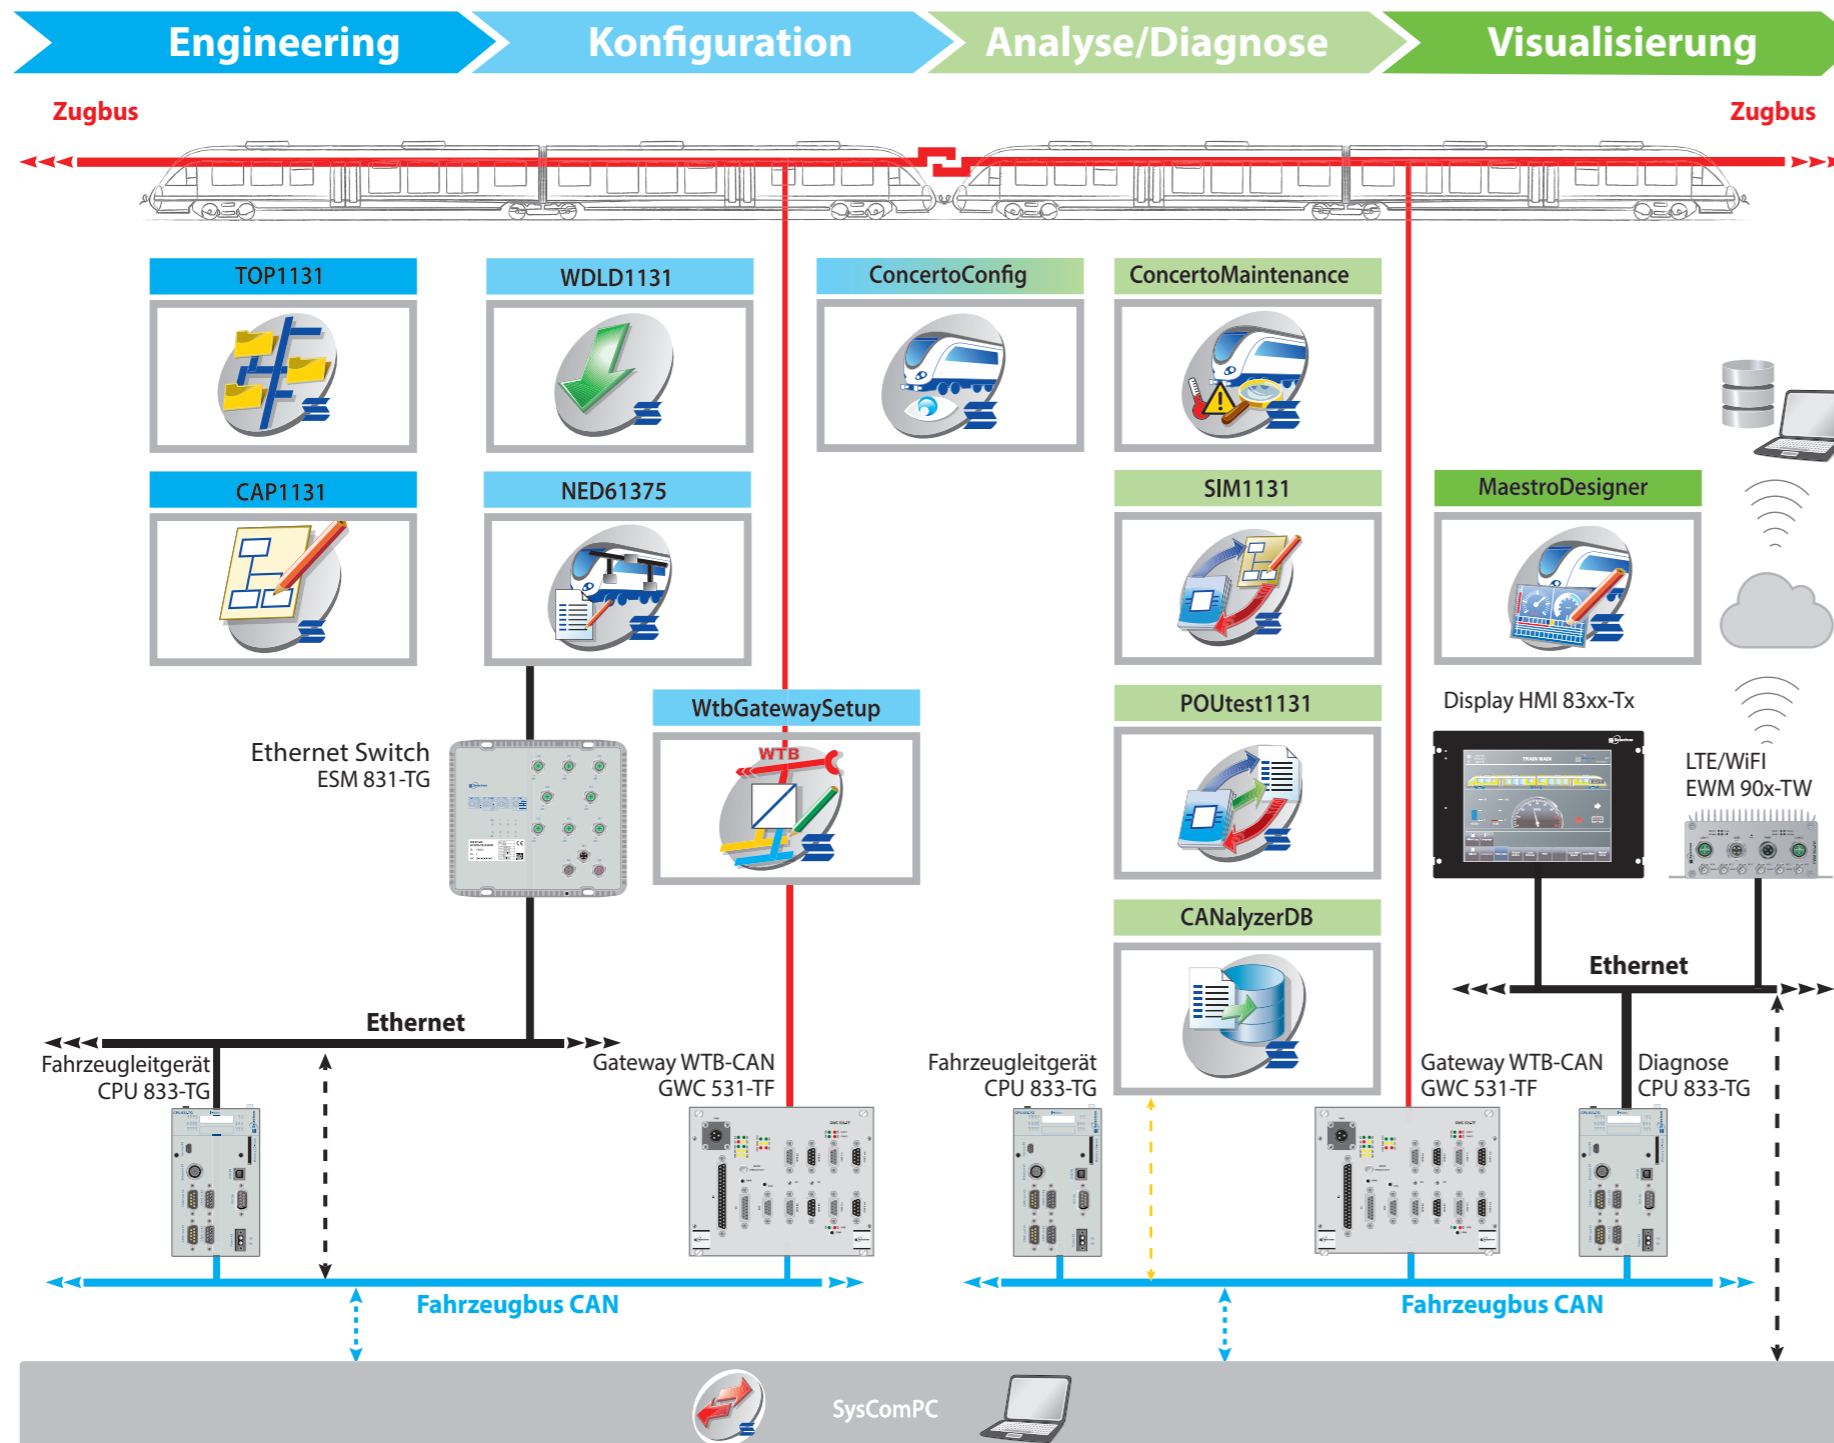 Engineering
Konfiguration
Analyse/Diagnose
Visualisierung
Zugbus
Zugbus
TOP1131
WDLD1131
ConcertoConfig
ConcertoMaintenance
CAP1131
NED61375
SIM1131
MaestroDesigner
WtbGatewaySetup
WTB
POUtest1131
Display HMI 83xx-Tx
TRAIN MAIN
Ethernet Switch
ESM 831-TG
LTE/WiFI
EWM 90x-TW
CANalyzerDB
Ethernet
Ethernet
Fahrzeugleitgerät
CPU 833-TG
Gateway WTB-CAN
GWC 531-TF
Fahrzeugleitgerät
CPU 833-TG
Gateway WTB-CAN
GWC 531-TF
Diagnose
CPU 833-TG
Fahrzeugbus CAN
Fahrzeugbus CAN
SysComPC